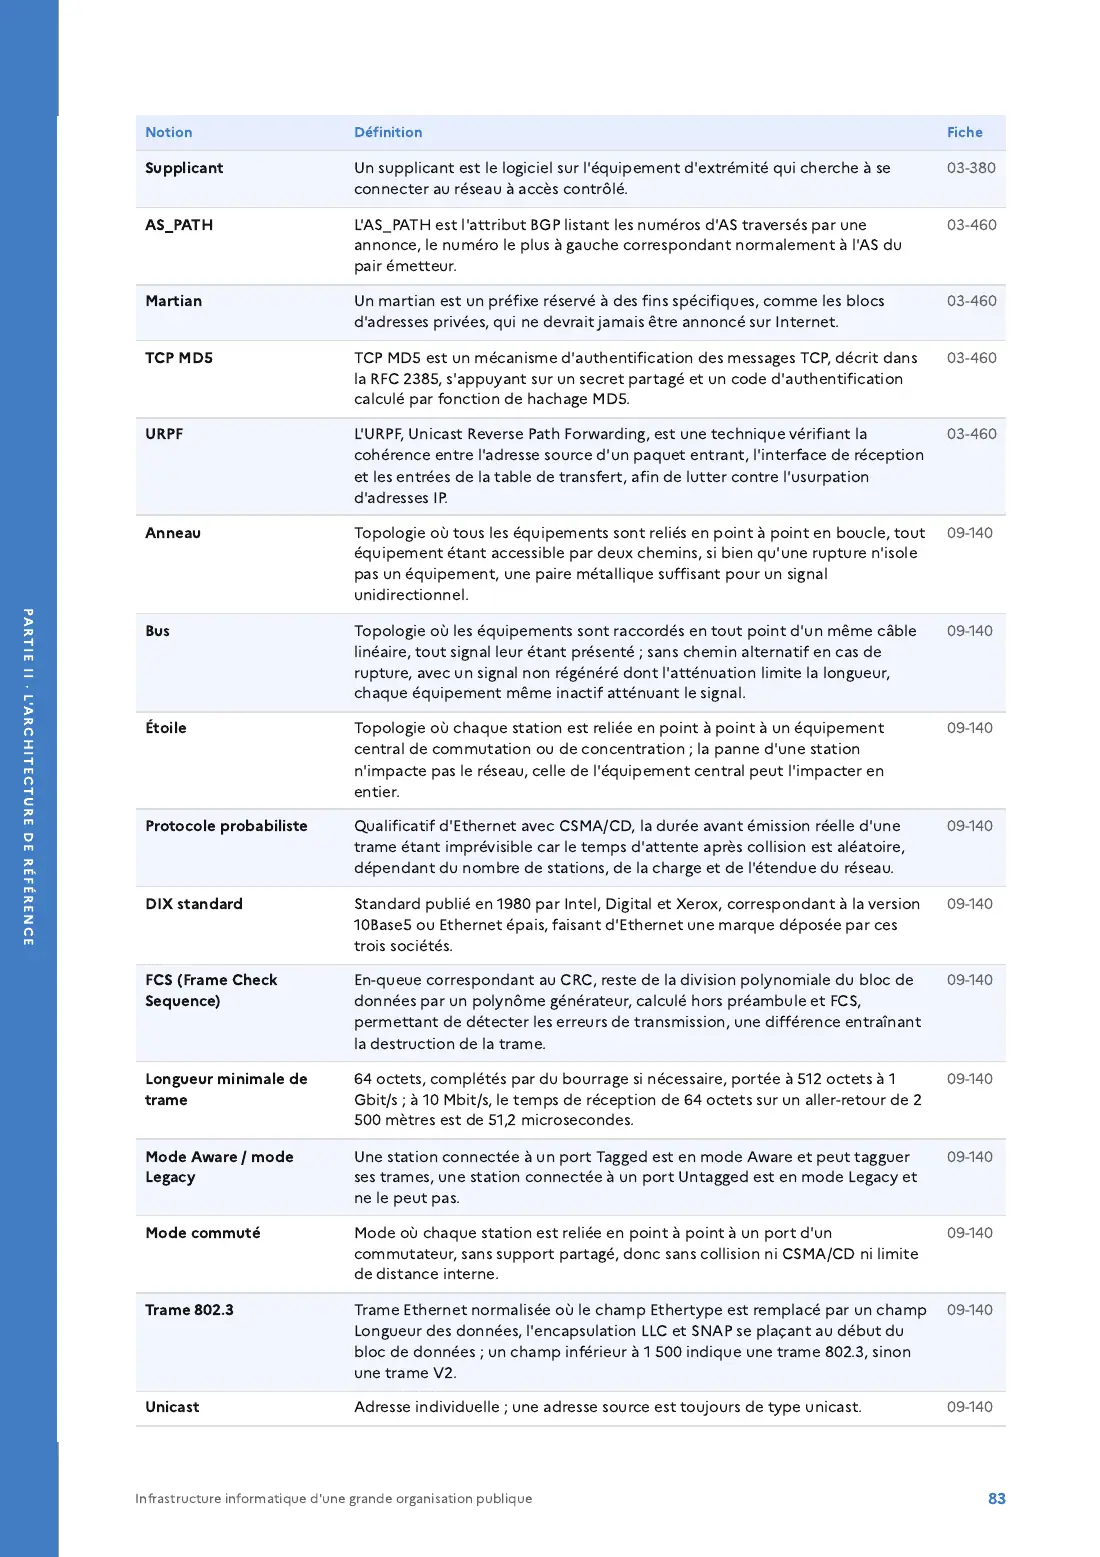 Notion Définition Fiche
Supplicant Un supplicant est le logiciel sur l'équipement d'extrémité qui cherche à se 03-380
connecter au réseau à accès contrôlé.
AS_PATH L'AS_PATH est l'attribut BGP listant les numéros d'AS traversés par une 03-460
annonce, le numéro le plus à gauche correspondant normalement à l'AS du
pair émetteur.
Martian Un martian est un préfixe réservé à des fins spécifiques, comme les blocs 03-460
d'adresses privées, qui ne devrait jamais être annoncé sur Internet.
TCP MD5 TCP MD5 est un mécanisme d'authentification des messages TCP, décrit dans 03-460
la RFC 2385, s'appuyant sur un secret partagé et un code d'authentification
calculé par fonction de hachage MD5.
URPF L'URPF, Unicast Reverse Path Forwarding, est une technique vérifiant la 03-460
cohérence entre l'adresse source d'un paquet entrant, l'interface de réception
et les entrées de la table de transfert, afin de lutter contre l'usurpation
d'adresses IP.
Anneau Topologie où tous les équipements sont reliés en point à point en boucle, tout 09-140
équipement étant accessible par deux chemins, si bien qu'une rupture n'isole
pas un équipement, une paire métallique suffisant pour un signal
unidirectionnel.
Bus Topologie où les équipements sont raccordés en tout point d'un même câble 09-140
linéaire, tout signal leur étant présenté ; sans chemin alternatif en cas de
rupture, avec un signal non régénéré dont l'atténuation limite la longueur,
chaque équipement même inactif atténuant le signal.
Étoile Topologie où chaque station est reliée en point à point à un équipement 09-140
central de commutation ou de concentration ; la panne d'une station
n'impacte pas le réseau, celle de l'équipement central peut l'impacter en
entier.
Protocole probabiliste Qualificatif d'Ethernet avec CSMA/CD, la durée avant émission réelle d'une 09-140
trame étant imprévisible car le temps d'attente après collision est aléatoire,
dépendant du nombre de stations, de la charge et de l'étendue du réseau.
DIX standard Standard publié en 1980 par Intel, Digital et Xerox, correspondant à la version 09-140
10Base5 ou Ethernet épais, faisant d'Ethernet une marque déposée par ces
trois sociétés.
FCS (Frame Check En-queue correspondant au CRC, reste de la division polynomiale du bloc de 09-140
Sequence) données par un polynôme générateur, calculé hors préambule et FCS,
permettant de détecter les erreurs de transmission, une différence entraînant
la destruction de la trame.
Longueur minimale de 64 octets, complétés par du bourrage si nécessaire, portée à 512 octets à 1 09-140
trame Gbit/s ; à 10 Mbit/s, le temps de réception de 64 octets sur un aller-retour de 2
500 mètres est de 51,2 microsecondes.
Mode Aware / mode Une station connectée à un port Tagged est en mode Aware et peut tagguer 09-140
Legacy ses trames, une station connectée à un port Untagged est en mode Legacy et
ne le peut pas.
Mode commuté Mode où chaque station est reliée en point à point à un port d'un 09-140
commutateur, sans support partagé, donc sans collision ni CSMA/CD ni limite
de distance interne.
Trame 802.3 Trame Ethernet normalisée où le champ Ethertype est remplacé par un champ 09-140
Longueur des données, l'encapsulation LLC et SNAP se plaçant au début du
bloc de données ; un champ inférieur à 1 500 indique une trame 802.3, sinon
une trame V2.
Unicast Adresse individuelle ; une adresse source est toujours de type unicast. 09-140
PARTIE II · L'ARCHITECTURE DE RÉFÉRENCE
Infrastructure informatique d'une grande organisation publique 83